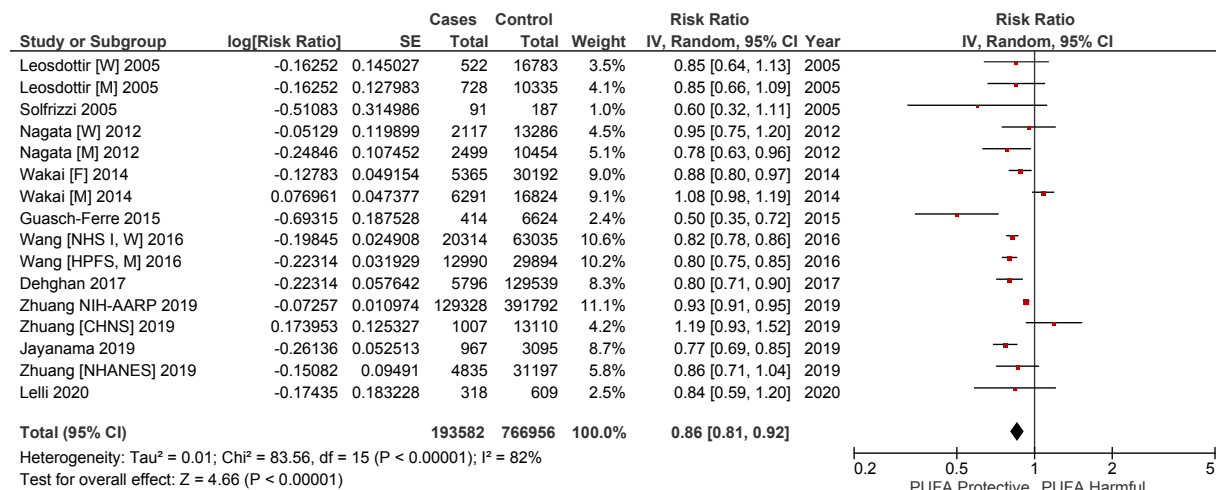 Cases Control Risk Ratio Risk Ratio
Study or Subgroup log[Risk Ratio] SE Total Total Weight IV, Random, 95% CI Year IV, Random, 95% CI
Leosdottir [W] 2005 -0.16252 0.145027 522 16783 3.5% 0.85 [0.64, 1.13] 2005
Leosdottir [M] 2005 -0.16252 0.127983 728 10335 4.1% 0.85 [0.66, 1.09] 2005
Solfrizzi 2005 -0.51083 0.314986 91 187 1.0% 0.60 [0.32, 1.11] 2005
Nagata [W] 2012 -0.05129 0.119899 2117 13286 4.5% 0.95 [0.75, 1.20] 2012
Nagata [M] 2012 -0.24846 0.107452 2499 10454 5.1% 0.78 [0.63, 0.96] 2012
Wakai [F] 2014 -0.12783 0.049154 5365 30192 9.0% 0.88 [0.80, 0.97] 2014
Wakai [M] 2014 0.076961 0.047377 6291 16824 9.1% 1.08 [0.98, 1.19] 2014
Guasch-Ferre 2015 -0.69315 0.187528 414 6624 2.4% 0.50 [0.35, 0.72] 2015
Wang [NHS I, W] 2016 -0.19845 0.024908 20314 63035 10.6% 0.82 [0.78, 0.86] 2016
Wang [HPFS, M] 2016 -0.22314 0.031929 12990 29894 10.2% 0.80 [0.75, 0.85] 2016
Dehghan 2017 -0.22314 0.057642 5796 129539 8.3% 0.80 [0.71, 0.90] 2017
Zhuang NIH-AARP 2019 -0.07257 0.010974 129328 391792 11.1% 0.93 [0.91, 0.95] 2019
Zhuang [CHNS] 2019 0.173953 0.125327 1007 13110 4.2% 1.19 [0.93, 1.52] 2019
Jayanama 2019 -0.26136 0.052513 967 3095 8.7% 0.77 [0.69, 0.85] 2019
Zhuang [NHANES] 2019 -0.15082 0.09491 4835 31197 5.8% 0.86 [0.71, 1.04] 2019
Lelli 2020 -0.17435 0.183228 318 609 2.5% 0.84 [0.59, 1.20] 2020
Total (95% CI) 193582 766956 100.0% 0.86 [0.81, 0.92]
Heterogeneity: Tau² = 0.01; Chi² = 83.56, df = 15 (P < 0.00001); I² = 82%
Test for overall effect: Z = 4.66 (P < 0.00001)
0.2 0.5 1 2 5
PUFA Protective PUFA Harmful